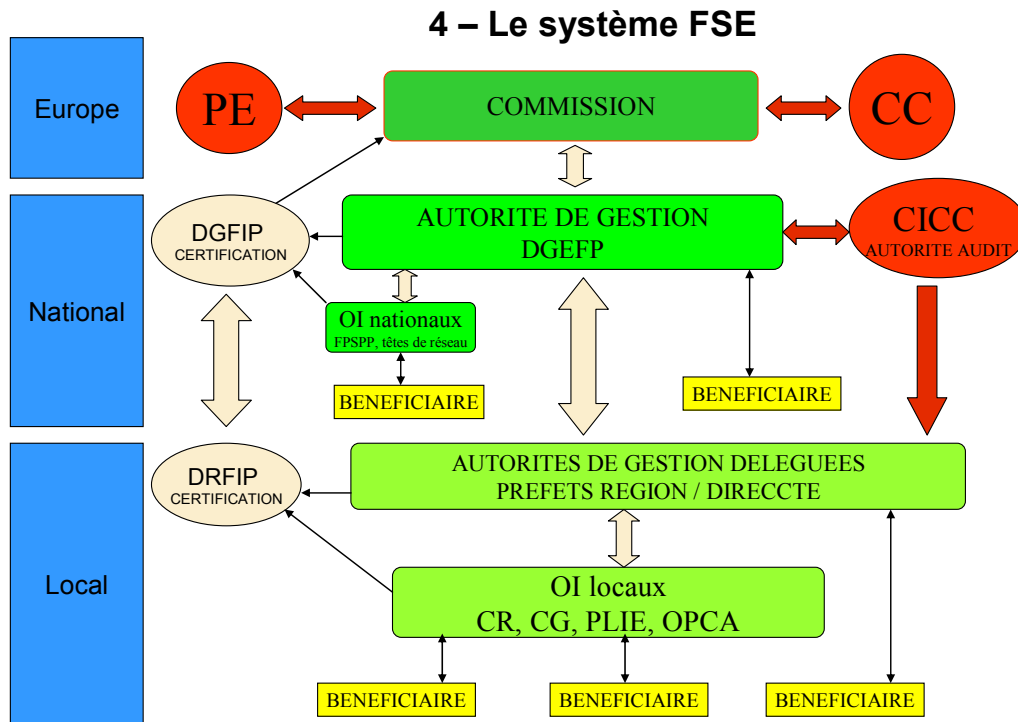 4 – Le système FSE
Europe
PE
COMMISSION
CC
National
DGFIP
CERTIFICATION
AUTORITE DE GESTION
DGEFP
CICC
AUTORITE AUDIT
OI nationaux
FPSPP, têtes de réseau
BENEFICIAIRE
BENEFICIAIRE
Local
DRFIP
CERTIFICATION
AUTORITES DE GESTION DELEGUEES
PREFETS REGION / DIRECCTE
OI locaux
CR, CG, PLIE, OPCA
BENEFICIAIRE
BENEFICIAIRE
BENEFICIAIRE